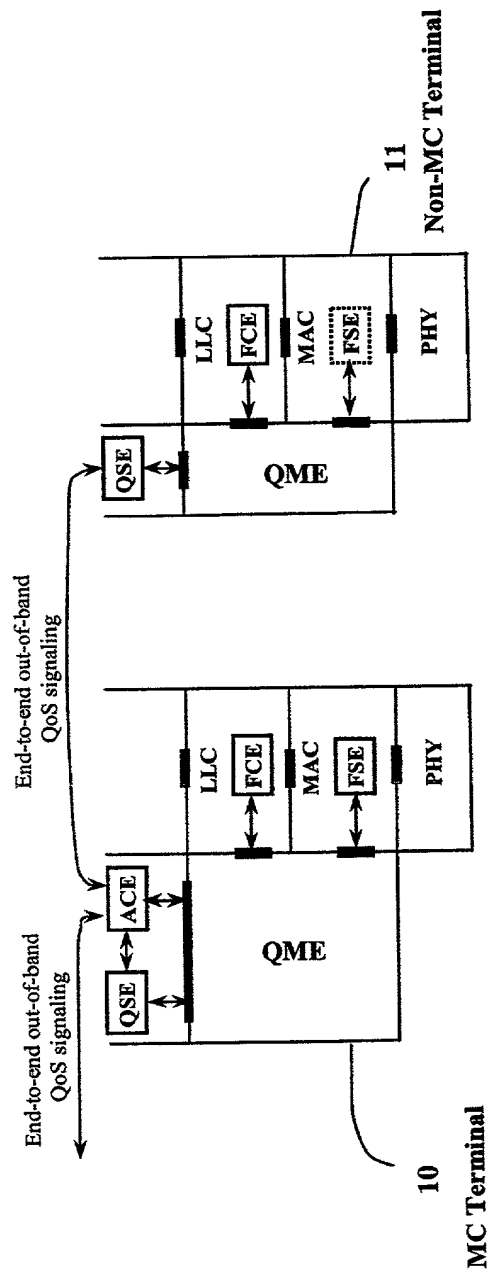 End-to-end out-of-band
QoS signaling
End-to-end out-of-band
QoS signaling
QSE
ACE
QME
LLC
FCE
MAC
FSE
PHY
10
MC Terminal
QSE
QME
LLC
FCE
MAC
FSE
PHY
11
Non-MC Terminal